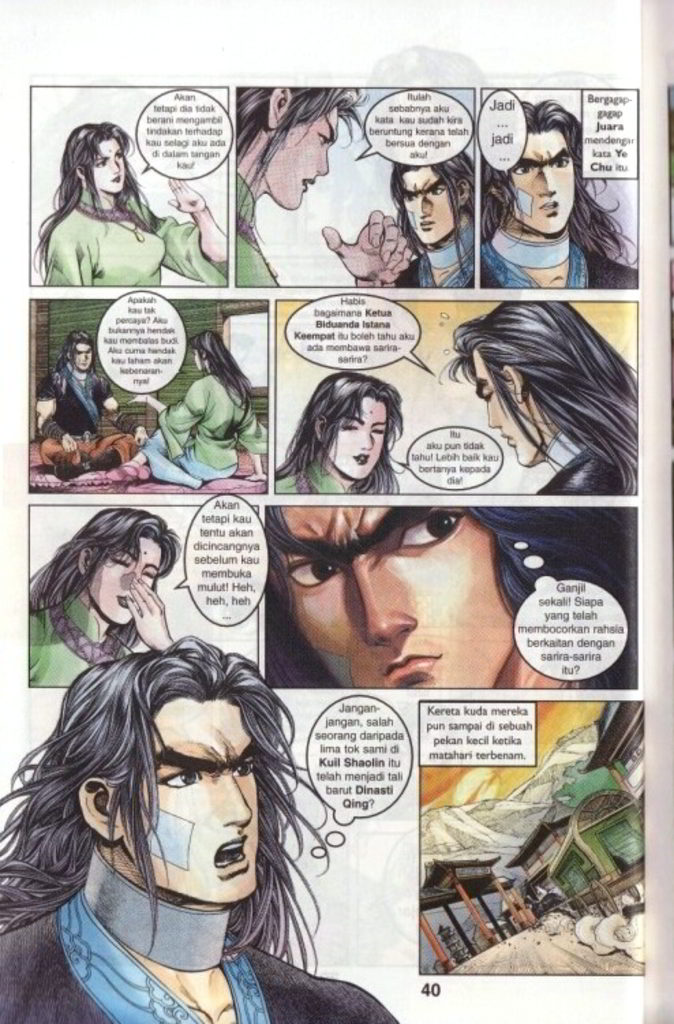 Akan
tetapi dia tidak
berani mengambil
tindakan terhadap
kau selagi aku ada
di dalam tangan
kau!
Itulah
sebabnya aku
kata kau sudah kira
beruntung kerana telah
bersua dengan
aku!
Jadi
...
jadi
...
Bergagap-
gagap
Juara
mendengar
kata Ye
Chu itu.
Apakah
kau tak
percaya? Aku
bukannya hendak
kau membalas budi.
Aku cuma hendak
kau faham akan
kebenaran-
nya!
Habis
bagaimana Ketua
Biduanda Istana
Keempat itu boleh tahu aku
ada membawa sarira-
sarira?
Itu
aku pun tidak
tahu! Lebih baik kau
bertanya kepada
dia!
Akan
tetapi kau
tentu akan
dicincangnya
sebelum kau
membuka
mulut! Heh,
heh, heh
...
Ganjil
sekali! Siapa
yang telah
membocorkan rahsia
berkaitan dengan
sarira-sarira
itu?
Jangan-
jangan, salah
seorang daripada
lima tok sami di
Kuil Shaolin itu
telah menjadi tali
barut Dinasti
Qing?
Kereta kuda mereka
pun sampai di sebuah
pekan kecil ketika
matahari terbenam.
40